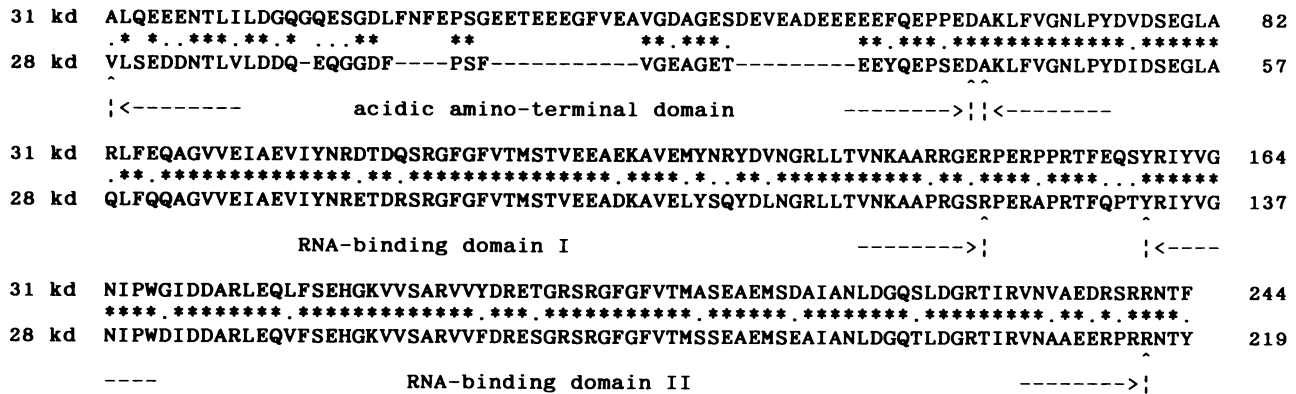 31 kd ALQEEENTLILDGQGQESGDLFNFEPSGEETEEEGFVEAVGDAGESDEVEADEEEEEFQEPPEDAKLFVGNLPYDVDSEGLA 82
.* *..***.**.* ...** ** **.***. **.***.**************.******
28 kd VLSEDDNTLVLDDQ-EQGGDF----PSF-----------VGEAGET---------EEYQEPSEDAKLFVGNLPYDIDSEGLA 57
^ ^^
¦<-------- acidic amino-terminal domain -------->¦¦<--------
31 kd RLFEQAGVVEIAEVIYNRDTDQSRGFGFVTMSTVEEAEKAVEMYNRYDVNGRLLTVNKAARRGERPERPPRTFEQSYRIYVG 164
.**.**************.**.***************.****.*..**.***********.**.****.****...******
28 kd QLFQQAGVVEIAEVIYNRETDRSRGFGFVTMSTVEEADKAVELYSQYDLNGRLLTVNKAAPRGSRPERAPRTFQPTYRIYVG 137
^ ^
RNA-binding domain I -------->¦ ¦<----
31 kd NIPWGIDDARLEQLFSEHGKVVSARVVYDRETGRSRGFGFVTMASEAEMSDAIANLDGQSLDGRTIRVNVAEDRSRRNTF 244
****.********.*************.***.***********.******.********.*********.**.*.****.
28 kd NIPWDIDDARLEQVFSEHGKVVSARVVFDRESGRSRGFGFVTMSSEAEMSEAIANLDGQTLDGRTIRVNAAEERPRRNTY 219
^
---- RNA-binding domain II -------->¦